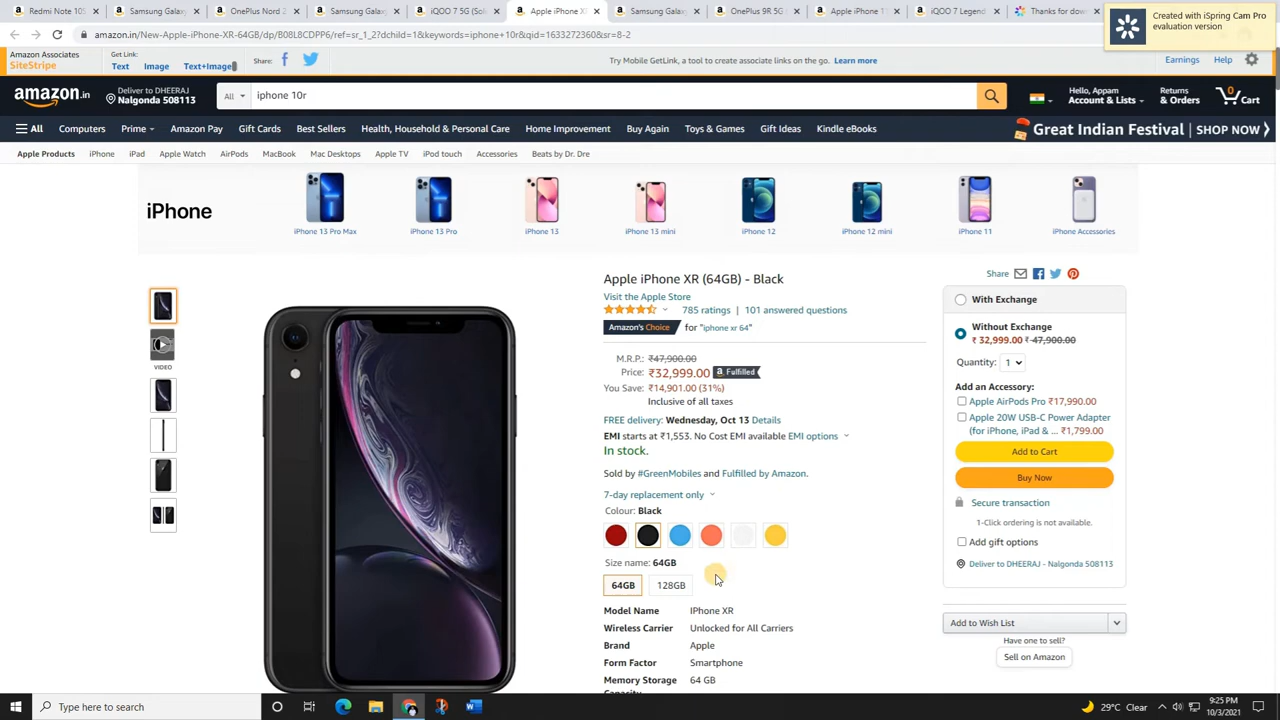 Redmi Note 10S
Samsung Galaxy
OnePlus Nord 2
Samsung Galaxy
iQOO 7 5G (Soli
Apple iPhone X
Samsung Galax
OnePlus 9R 5G
Apple iPhone 11
iQOO 7 Legend
Thanks for dow
Created with iSpring Cam Pro
evaluation version
amazon.in/New-Apple-iPhone-XR-64GB/dp/B08L8CDPP6/ref=sr_1_2?dchild=
Amazon Associates
SiteStripe
Get Link:
Text
Image
Text+Image
Share:
Try Mobile GetLink, a tool to create associate links on the go. Learn more
Earnings
Help
amazon.in
Deliver to DHEERAJ
Nalgonda 508113
All
iphone 10r
Hello, Appam
Account & Lists
Returns
& Orders
0
Cart
All
Computers
Prime
Amazon Pay
Gift Cards
Best Sellers
Health, Household & Personal Care
Home Improvement
Buy Again
Toys & Games
Gift Ideas
Kindle eBooks
Great Indian Festival | SHOP NOW
Apple Products
iPhone
iPad
Apple Watch
AirPods
MacBook
Mac Desktops
Apple TV
iPod touch
Accessories
Beats by Dr. Dre
iPhone
iPhone 13 Pro Max
iPhone 13 Pro
iPhone 13
iPhone 13 mini
iPhone 12
iPhone 12 mini
iPhone 11
iPhone Accessories
VIDEO
Apple iPhone XR (64GB) - Black
Visit the Apple Store
785 ratings | 101 answered questions
Amazon's Choice for "iphone xr 64"
M.R.P.: ₹47,900.00
Price: ₹32,999.00 Fulfilled
You Save: ₹14,901.00 (31%)
Inclusive of all taxes
FREE delivery: Wednesday, Oct 13 Details
EMI starts at ₹1,553. No Cost EMI available EMI options
In stock.
Sold by #GreenMobiles and Fulfilled by Amazon.
7-day replacement only
Colour: Black
Size name: 64GB
64GB
128GB
Model Name IPhone XR
Wireless Carrier Unlocked for All Carriers
Brand Apple
Form Factor Smartphone
Memory Storage 64 GB
Capacity
Share
With Exchange
Without Exchange
₹ 32,999.00 ₹ 47,900.00
Quantity: 1
Add an Accessory:
Apple AirPods Pro ₹17,990.00
Apple 20W USB-C Power Adapter
(for iPhone, iPad & ... ₹1,799.00
Add to Cart
Buy Now
Secure transaction
1-Click ordering is not available.
Add gift options
Deliver to DHEERAJ - Nalgonda 508113
Add to Wish List
Have one to sell?
Sell on Amazon
Type here to search
29°C Clear
9:25 PM
10/3/2021